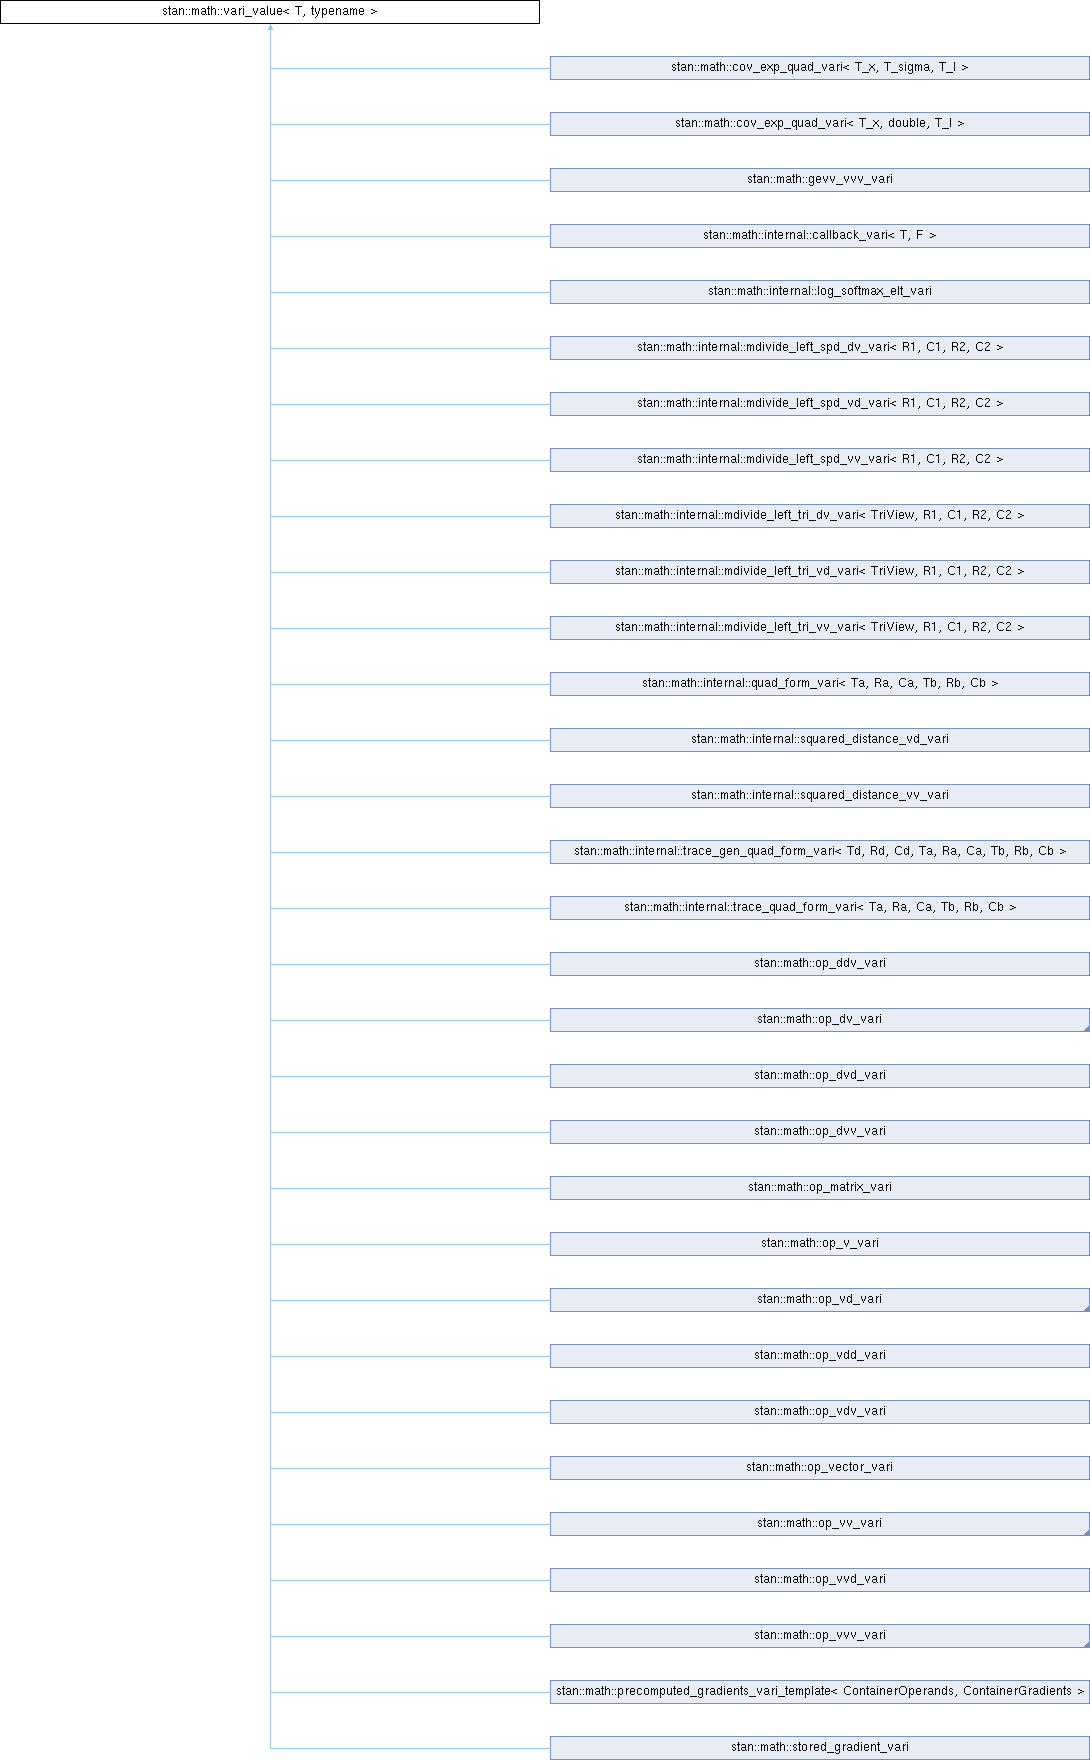 stan::math::vari_value< T, typename >
stan::math::cov_exp_quad_vari< T_x, T_sigma, T_l >
stan::math::cov_exp_quad_vari< T_x, double, T_l >
stan::math::gevv_vvv_vari
stan::math::internal::callback_vari< T, F >
stan::math::internal::log_softmax_elt_vari
stan::math::internal::mdivide_left_spd_dv_vari< R1, C1, R2, C2 >
stan::math::internal::mdivide_left_spd_vd_vari< R1, C1, R2, C2 >
stan::math::internal::mdivide_left_spd_vv_vari< R1, C1, R2, C2 >
stan::math::internal::mdivide_left_tri_dv_vari< TriView, R1, C1, R2, C2 >
stan::math::internal::mdivide_left_tri_vd_vari< TriView, R1, C1, R2, C2 >
stan::math::internal::mdivide_left_tri_vv_vari< TriView, R1, C1, R2, C2 >
stan::math::internal::quad_form_vari< Ta, Ra, Ca, Tb, Rb, Cb >
stan::math::internal::squared_distance_vd_vari
stan::math::internal::squared_distance_vv_vari
stan::math::internal::trace_gen_quad_form_vari< Td, Rd, Cd, Ta, Ra, Ca, Tb, Rb, Cb >
stan::math::internal::trace_quad_form_vari< Ta, Ra, Ca, Tb, Rb, Cb >
stan::math::op_ddv_vari
stan::math::op_dv_vari
stan::math::op_dvd_vari
stan::math::op_dvv_vari
stan::math::op_matrix_vari
stan::math::op_v_vari
stan::math::op_vd_vari
stan::math::op_vdd_vari
stan::math::op_vdv_vari
stan::math::op_vector_vari
stan::math::op_vv_vari
stan::math::op_vvd_vari
stan::math::op_vvv_vari
stan::math::precomputed_gradients_vari_template< ContainerOperands, ContainerGradients >
stan::math::stored_gradient_vari